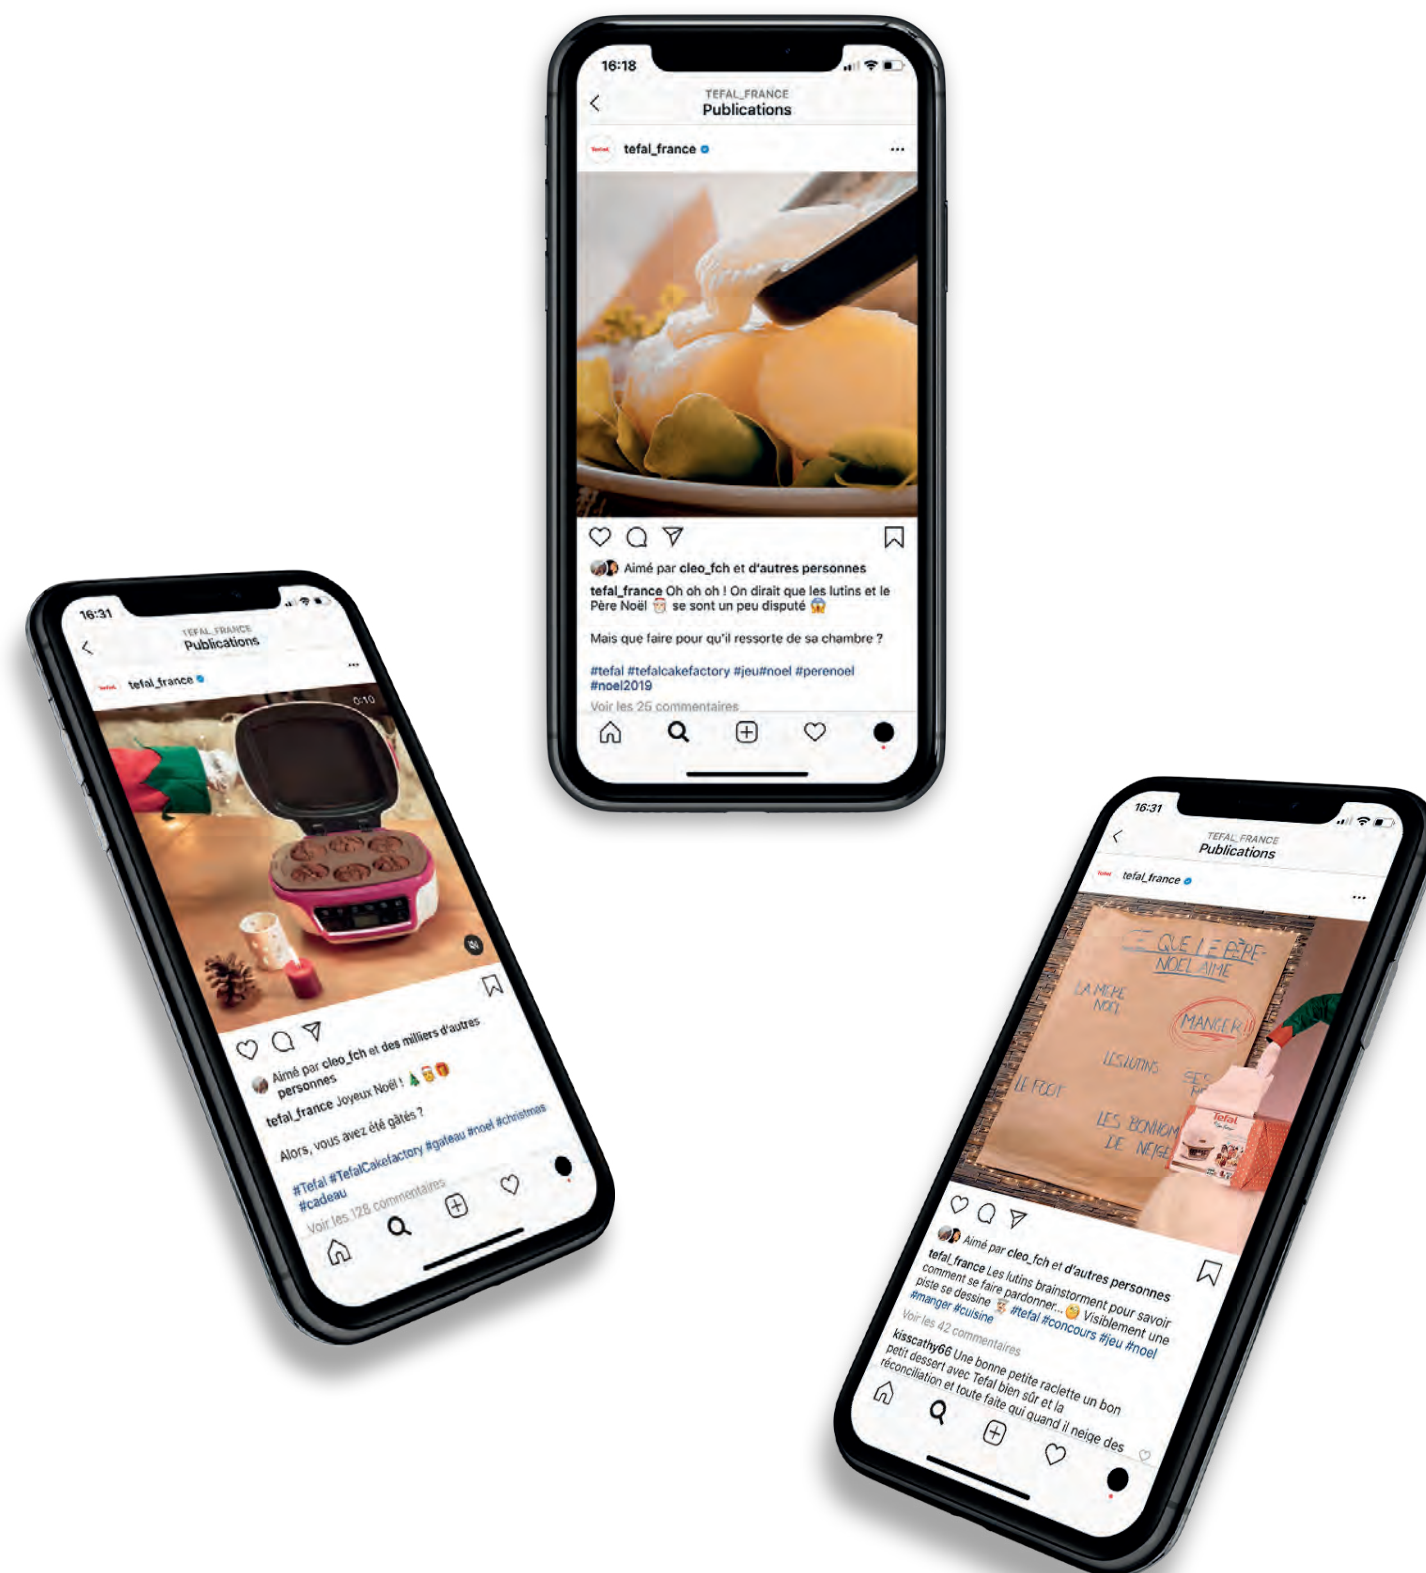 16:18
TEFAL_FRANCE
Publications
tefal_france
Aimé par cleo_fch et d'autres personnes
tefal_france Oh oh oh ! On dirait que les lutins et le
Père Noël 🎅 se sont un peu disputé 😱
Mais que faire pour qu'il ressorte de sa chambre ?
#tefal #tefalcakefactory #jeu#noel #perenoel
#noel2019
Voir les 25 commentaires
16:31
TEFAL_FRANCE
Publications
Tefal
tefal_france
0:10
Aimé par cleo_fch et des milliers d'autres
personnes
tefal_france Joyeux Noël ! 🎄🎅🎁
Alors, vous avez été gâtés ?
#Tefal #TefalCakefactory #gateau #noel #christmas
#cadeau
Voir les 128 commentaires
16:31
TEFAL_FRANCE
Publications
Tefal
tefal_france
CE QUE LE PÈRE-
NOEL AIME
LA MERE
NOEL
MANGER!!
LES LUTINS
LE FOOT
LES BONHOM
DE NEIGE
Tefal
Aimé par cleo_fch et d'autres personnes
tefal_france Les lutins brainstorment pour savoir
comment se faire pardonner... 🧐 Visiblement une
piste se dessine 👨‍🍳 #tefal #concours #jeu #noel
#manger #cuisine
Voir les 42 commentaires
kisscathy66 Une bonne petite raclette un bon
petit dessert avec Tefal bien sûr et la
réconciliation et toute faite qui quand il neige des